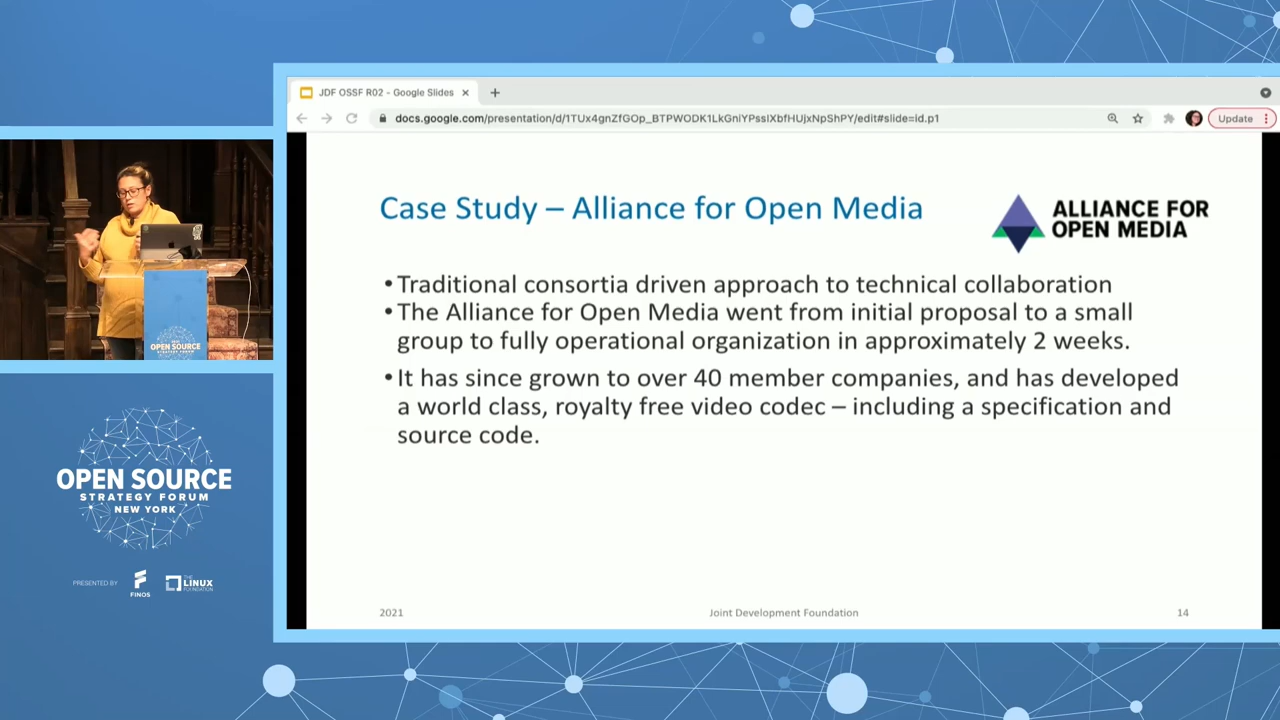 JDF OSSF R02 - Google Slides
docs.google.com/presentation/d/1TUx4gnZfGOp_BTPWODK1LkGniYPssIXbfHUjxNpShPY/edit#slide=id.p1
Update
Case Study – Alliance for Open Media
ALLIANCE FOR
OPEN MEDIA
•Traditional consortia driven approach to technical collaboration
•The Alliance for Open Media went from initial proposal to a small
group to fully operational organization in approximately 2 weeks.
•It has since grown to over 40 member companies, and has developed
a world class, royalty free video codec – including a specification and
source code.
2021
Joint Development Foundation
14
OPEN SOURCE
STRATEGY FORUM
OPEN SOURCE
STRATEGY FORUM
NEW YORK
PRESENTED BY
FINOS
THE
LINUX
FOUNDATION